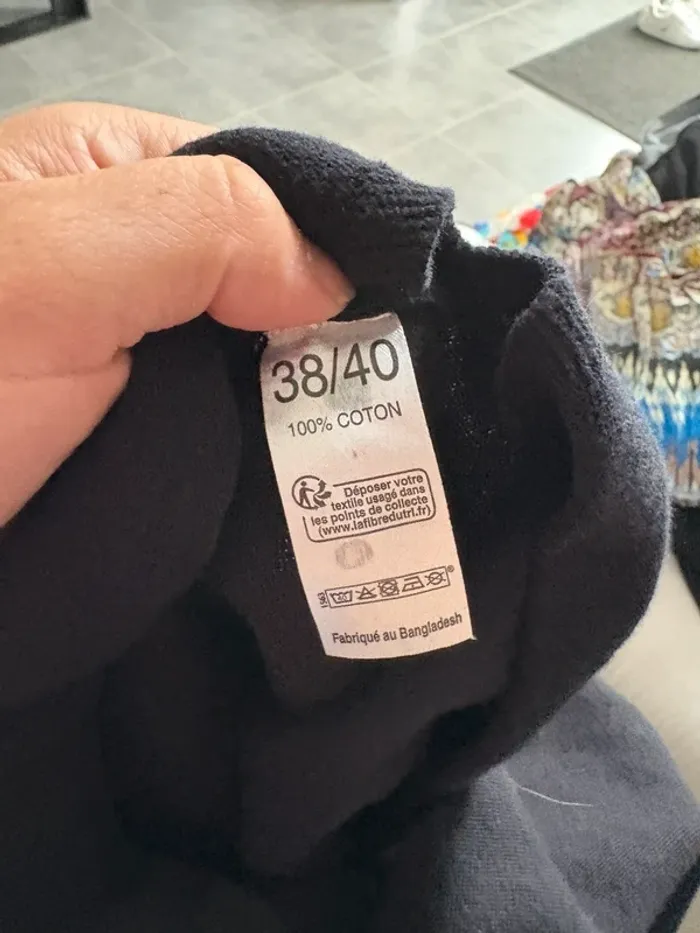 38/40
100% COTON
Déposer votre
textile usagé dans
les points de collecte
(www.lafibredutri.fr)
Fabriqué au Bangladesh